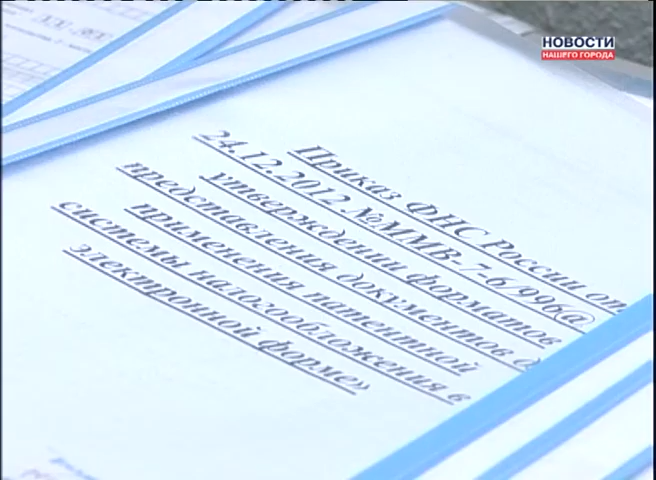 НОВОСТИ
НАШЕГО ГОРОДА
Приказ ФНС России от
24.12.2012 №ММВ-7-6/996@
утверждении форматов
представления документов д
применения патентной
системы налогообложения в
электронной форме»